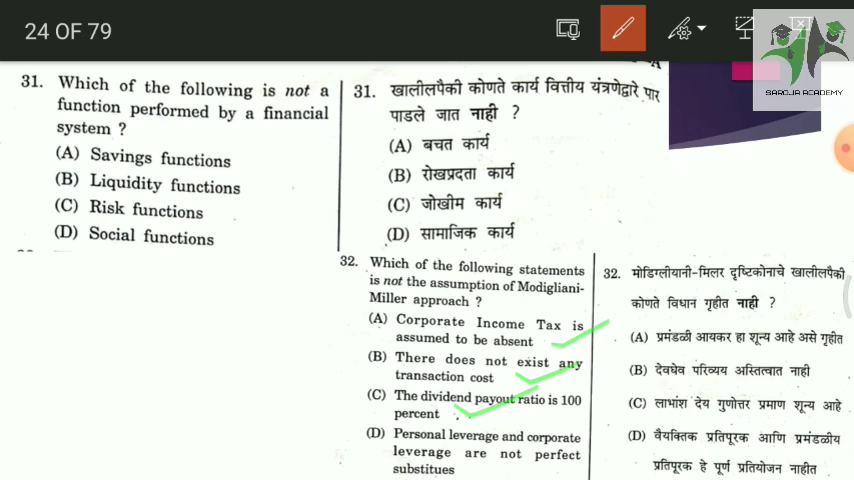 24 OF 79
SAROJA ACADEMY
31. Which of the following is not a
function performed by a financial
system ?
(A) Savings functions
(B) Liquidity functions
(C) Risk functions
(D) Social functions
31. खालीलपैकी कोणते कार्य वित्तीय यंत्रणेद्वारे पार
पाडले जात नाही ?
(A) बचत कार्य
(B) रोखप्रदता कार्य
(C) जोखीम कार्य
(D) सामाजिक कार्य
32. Which of the following statements
is not the assumption of Modigliani-
Miller approach ?
(A) Corporate Income Tax is
assumed to be absent
(B) There does not exist any
transaction cost
(C) The dividend payout ratio is 100
percent
(D) Personal leverage and corporate
leverage are not perfect
substitues
32. मोडिग्लीयानी-मिलर दृष्टिकोनाचे खालीलपैकी
कोणते विधान गृहीत नाही ?
(A) प्रमंडळी आयकर हा शून्य आहे असे गृहीत
(B) देवघेव परिव्यय अस्तित्वात नाही
(C) लाभांश देय गुणोत्तर प्रमाण शून्य आहे
(D) वैयक्तिक प्रतिपूरक आणि प्रमंडळीय
प्रतिपूरक हे पूर्ण प्रतियोजन नाहीत